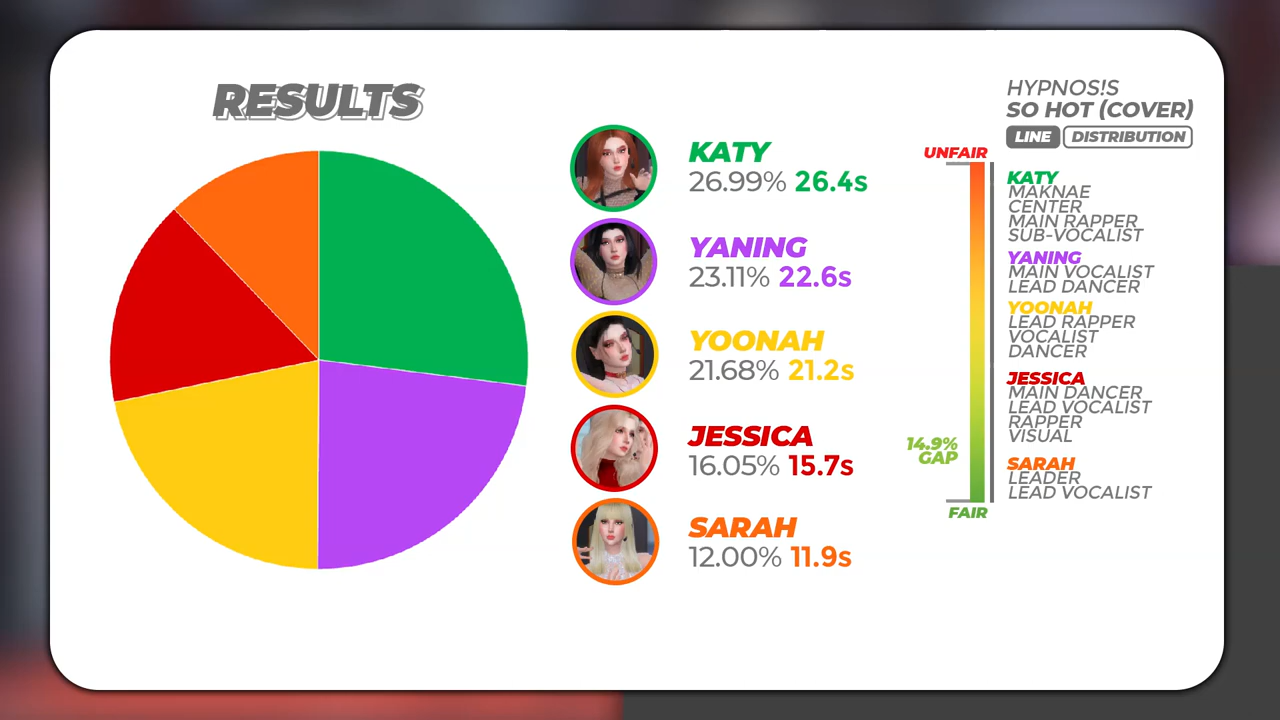 RESULTS
KATY
26.99% 26.4s
YANING
23.11% 22.6s
YOONAH
21.68% 21.2s
JESSICA
16.05% 15.7s
SARAH
12.00% 11.9s
UNFAIR
14.9%
GAP
FAIR
HYPNOS!S
SO HOT (COVER)
LINE DISTRIBUTION
KATY
MAKNAE
CENTER
MAIN RAPPER
SUB-VOCALIST
YANING
MAIN VOCALIST
LEAD DANCER
YOONAH
LEAD RAPPER
VOCALIST
DANCER
JESSICA
MAIN DANCER
LEAD VOCALIST
RAPPER
VISUAL
SARAH
LEADER
LEAD VOCALIST